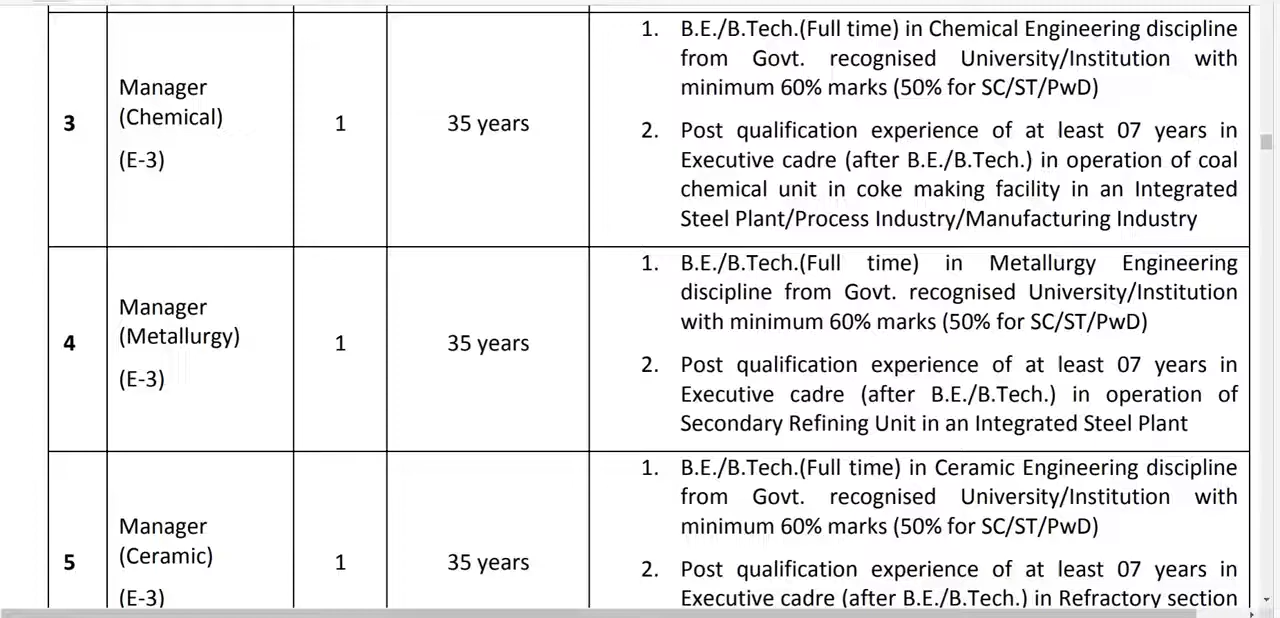 3
Manager
(Chemical)
(E-3)
1
35 years
1. B.E./B.Tech.(Full time) in Chemical Engineering discipline
from Govt. recognised University/Institution with
minimum 60% marks (50% for SC/ST/PwD)
2. Post qualification experience of at least 07 years in
Executive cadre (after B.E./B.Tech.) in operation of coal
chemical unit in coke making facility in an Integrated
Steel Plant/Process Industry/Manufacturing Industry
4
Manager
(Metallurgy)
(E-3)
1
35 years
1. B.E./B.Tech.(Full time) in Metallurgy Engineering
discipline from Govt. recognised University/Institution
with minimum 60% marks (50% for SC/ST/PwD)
2. Post qualification experience of at least 07 years in
Executive cadre (after B.E./B.Tech.) in operation of
Secondary Refining Unit in an Integrated Steel Plant
5
Manager
(Ceramic)
(E-3)
1
35 years
1. B.E./B.Tech.(Full time) in Ceramic Engineering discipline
from Govt. recognised University/Institution with
minimum 60% marks (50% for SC/ST/PwD)
2. Post qualification experience of at least 07 years in
Executive cadre (after B.E./B.Tech.) in Refractory section